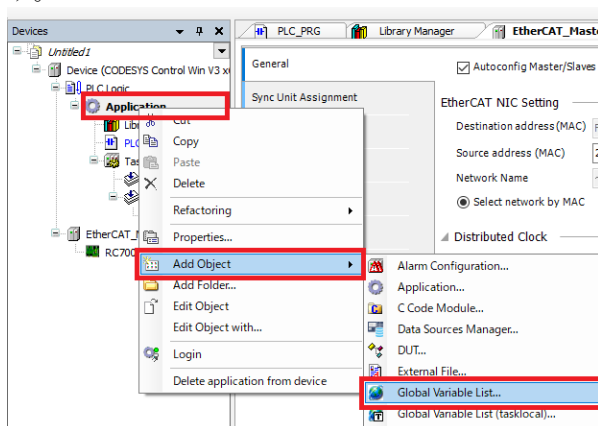 Devices
PLC_PRG
Library Manager
EtherCAT_Mast
Untitled1
Device (CODESYS Control Win V3 x
PLC Logic
Application
EtherCAT_
RC700
Cut
Copy
Paste
Delete
Refactoring
Properties...
Add Object
Add Folder...
Edit Object
Edit Object with...
Login
Delete application from device
General
Sync Unit Assignment
Autoconfig Master/Slaves
EtherCAT NIC Setting
Destination address (MAC)
Source address (MAC)
Network Name
Select network by MAC
Distributed Clock
Alarm Configuration...
Application...
C Code Module...
Data Sources Manager...
DUT...
External File...
Global Variable List...
Global Variable List (tasklocal)...